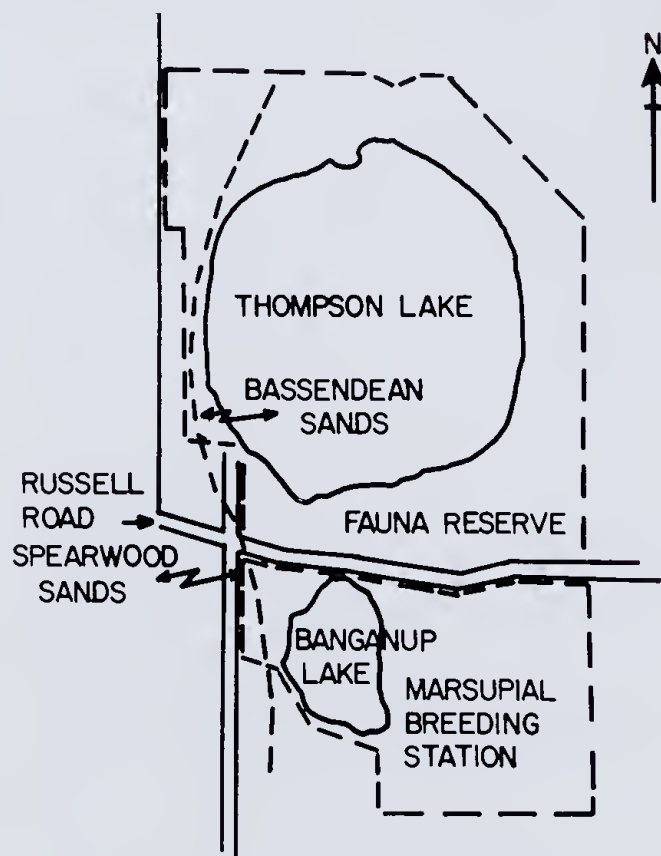 N
THOMPSON LAKE
BASSENDEAN
SANDS
RUSSELL
ROAD
FAUNA RESERVE
SPEARWOOD
SANDS
BANGANUP
LAKE
MARSUPIAL
BREEDING
STATION